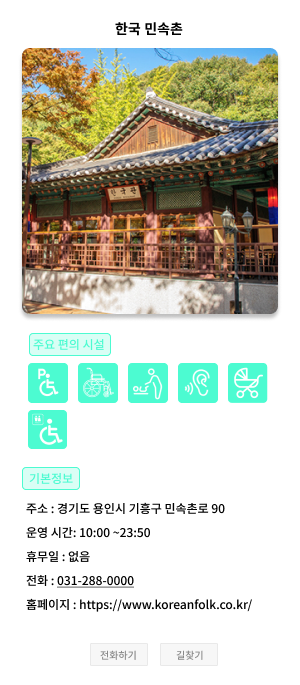 한국 민속촌
한국관
주요 편의 시설
P
기본정보
주소 : 경기도 용인시 기흥구 민속촌로 90
운영 시간: 10:00 ~23:50
휴무일 : 없음
전화 : 031-288-0000
홈페이지 : https://www.koreanfolk.co.kr/
전화하기
길찾기